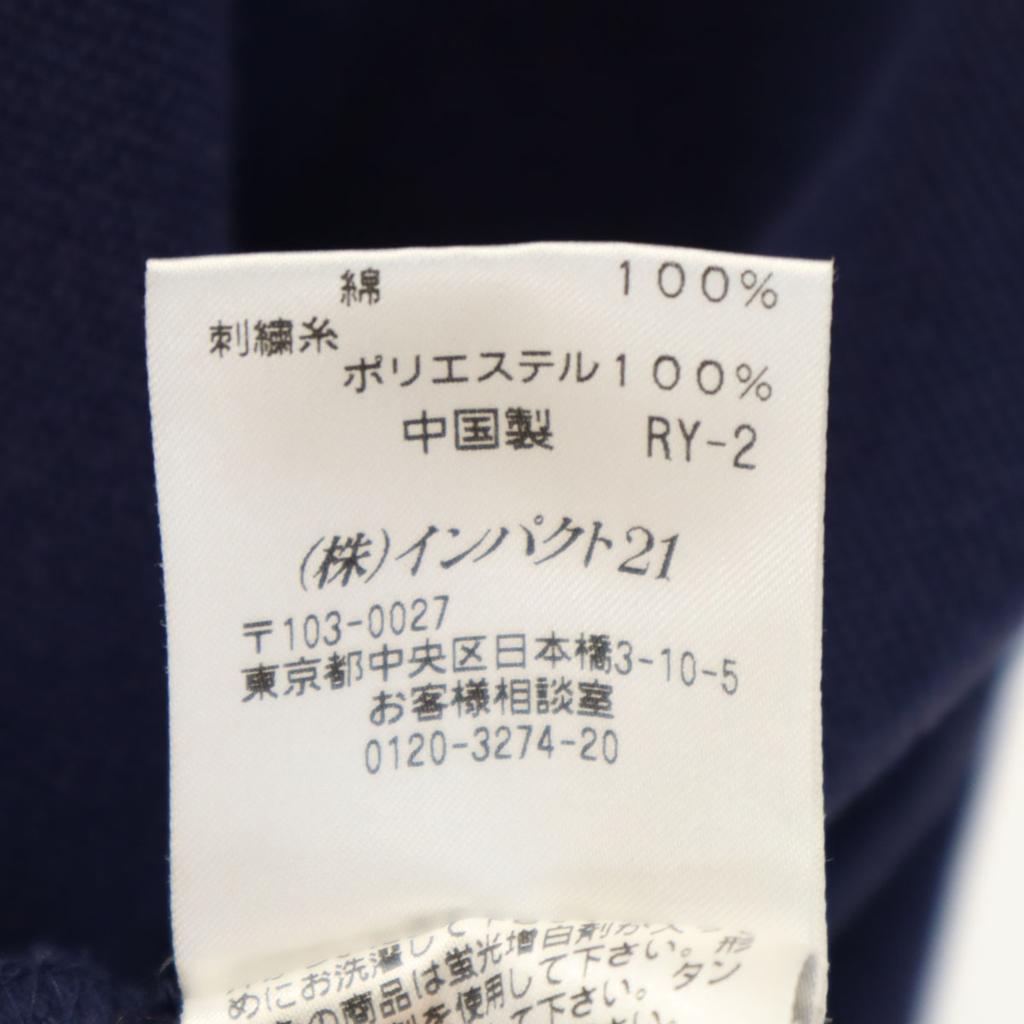 綿 100%
刺繍糸
ポリエステル100%
中国製 RY-2
(株)インパクト21
〒103-0027
東京都中央区日本橋3-10-5
お客様相談室
0120-3274-20
めにお洗濯して
の商品は蛍光増白剤が
を使用して下さい。
形
タン
下さい。